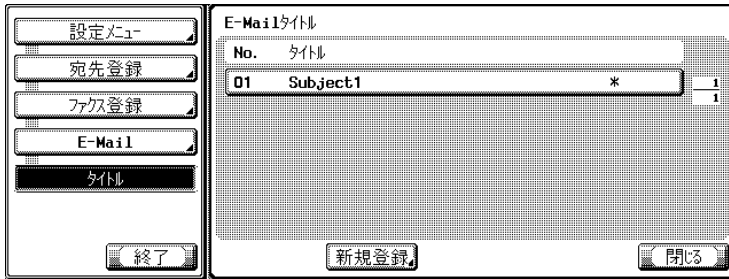 設定メニュー
宛先登録
ファクス登録
E-Mail
タイトル
終了
E-Mailタイトル
No. タイトル
01 Subject1 *
1
1
新規登録
閉じる